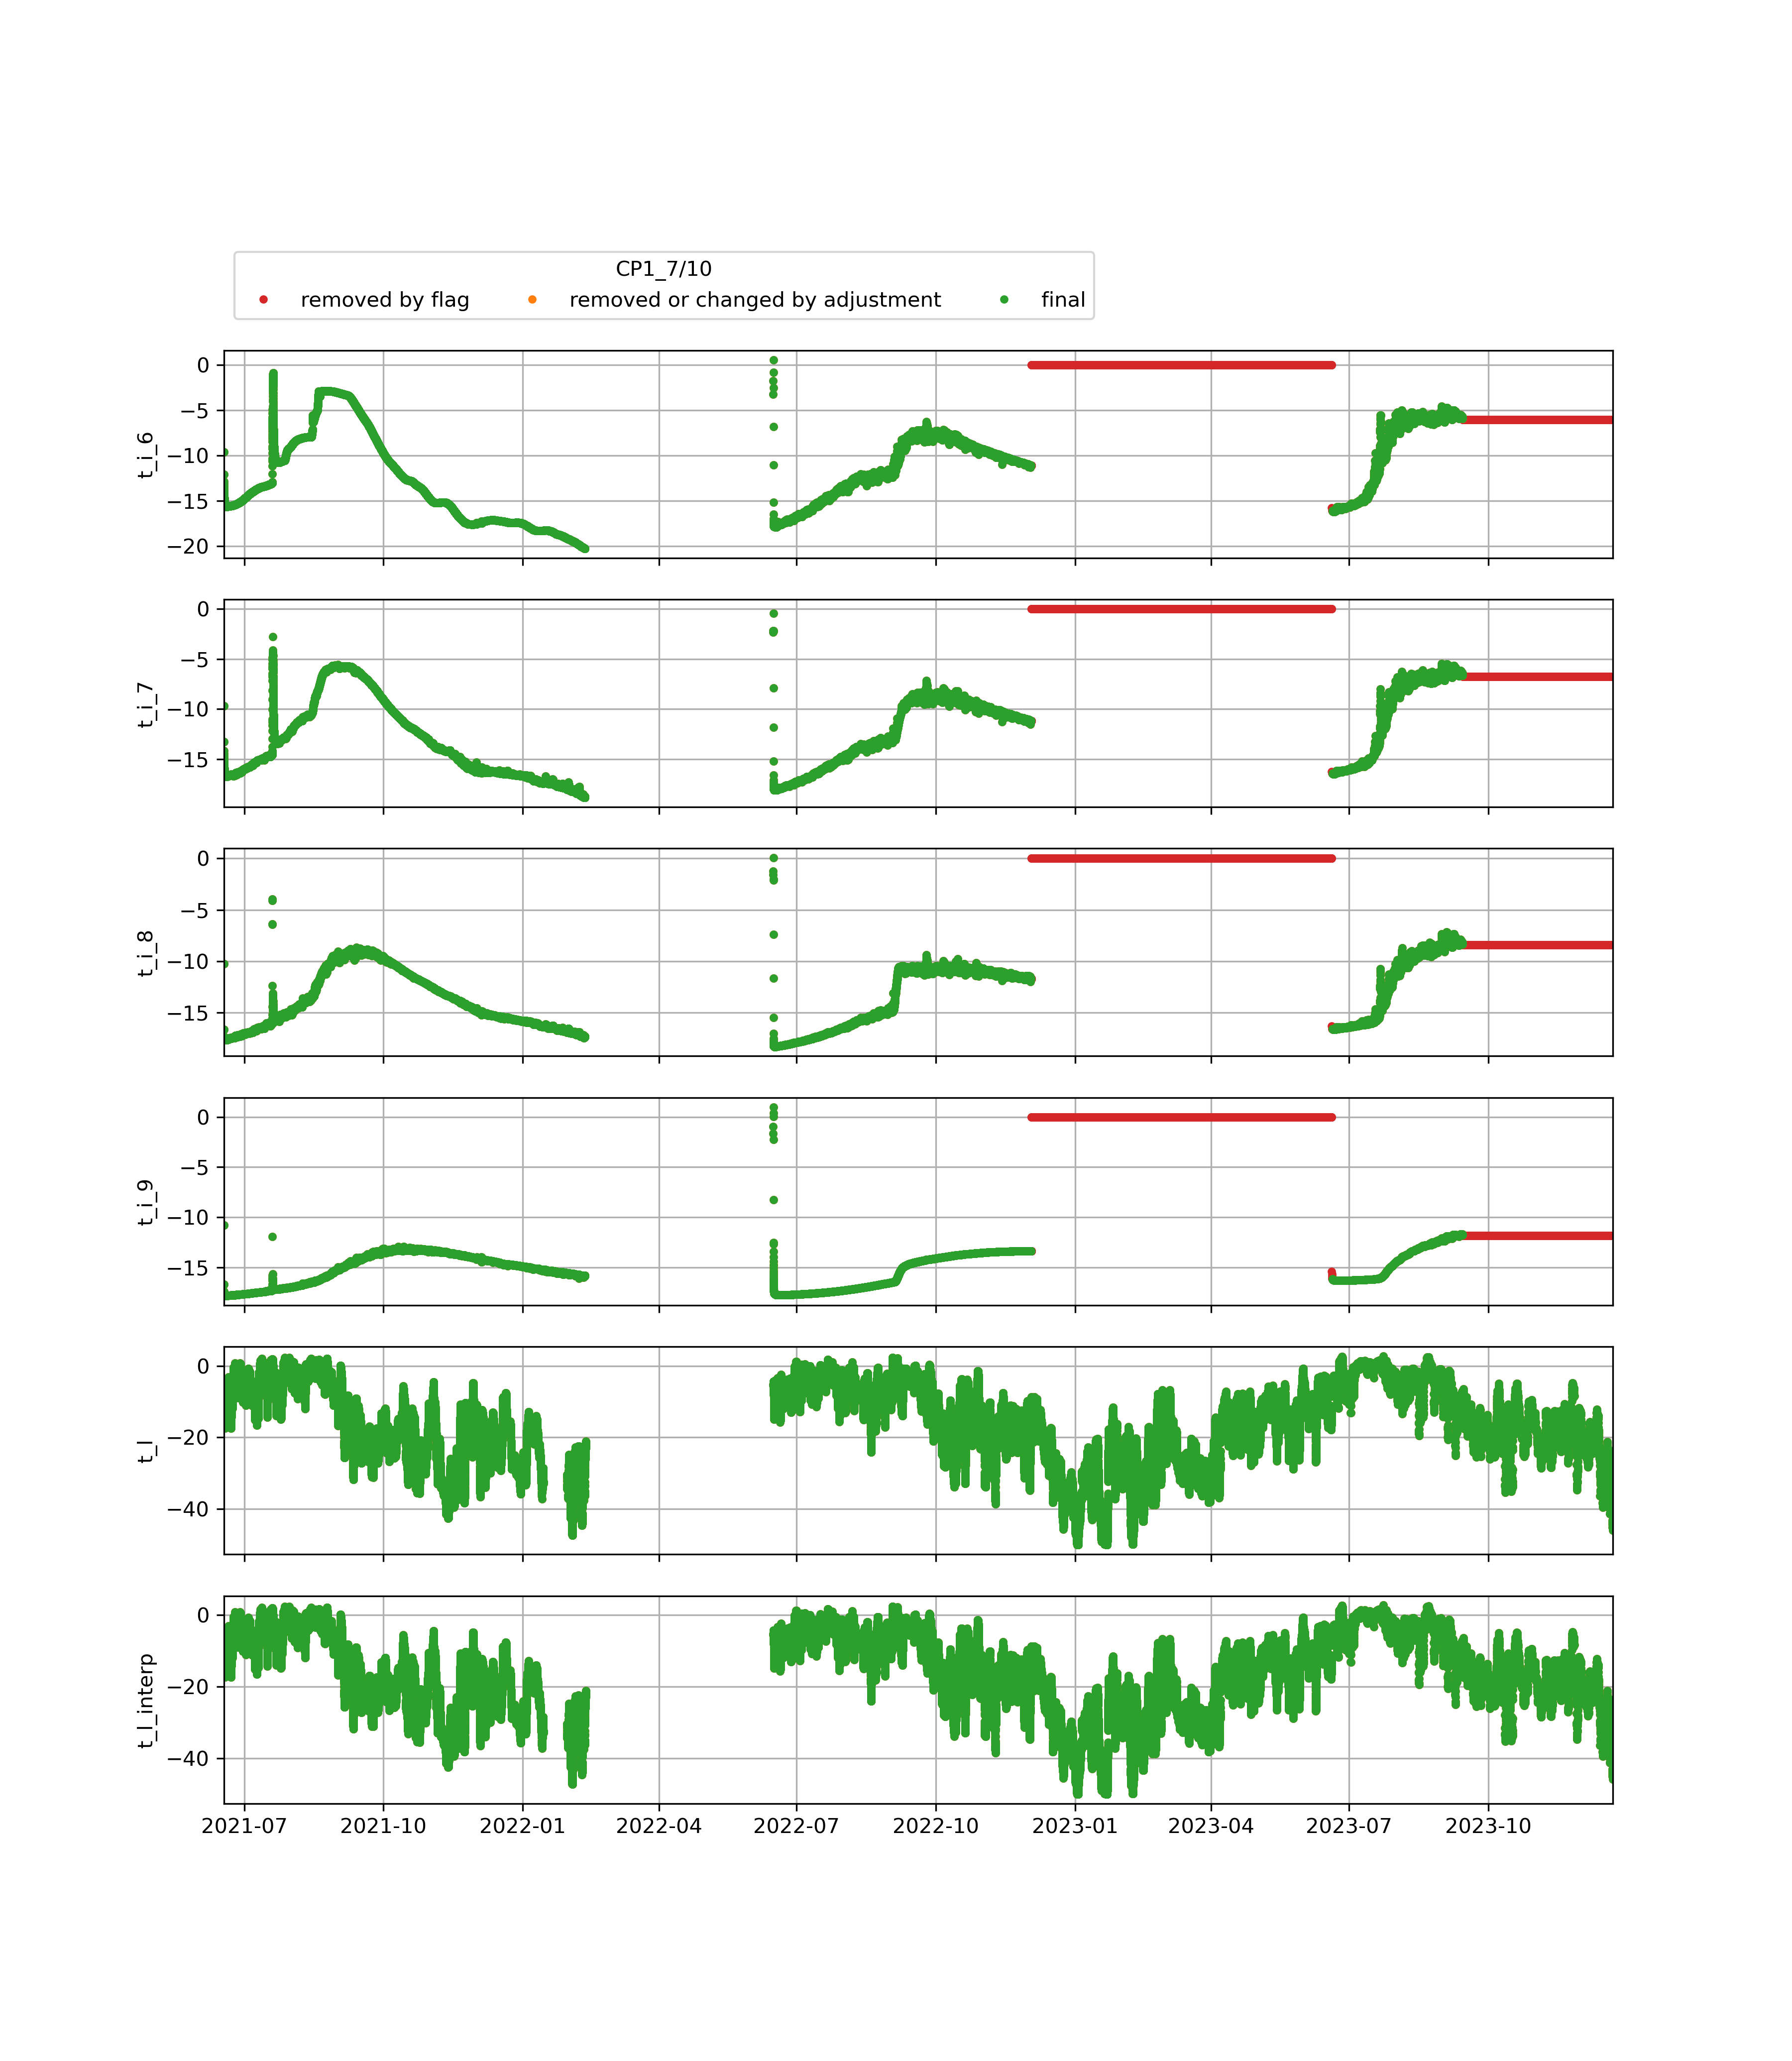 CP1_7/10
removed by flag removed or changed by adjustment final
0
−5
−10
−15
−20
t_i_6
0
−5
−10
−15
t_i_7
0
−5
−10
−15
t_i_8
0
−5
−10
−15
t_i_9
0
−20
−40
t_l
0
−20
−40
t_l_interp
2021-07 2021-10 2022-01 2022-04 2022-07 2022-10 2023-01 2023-04 2023-07 2023-10